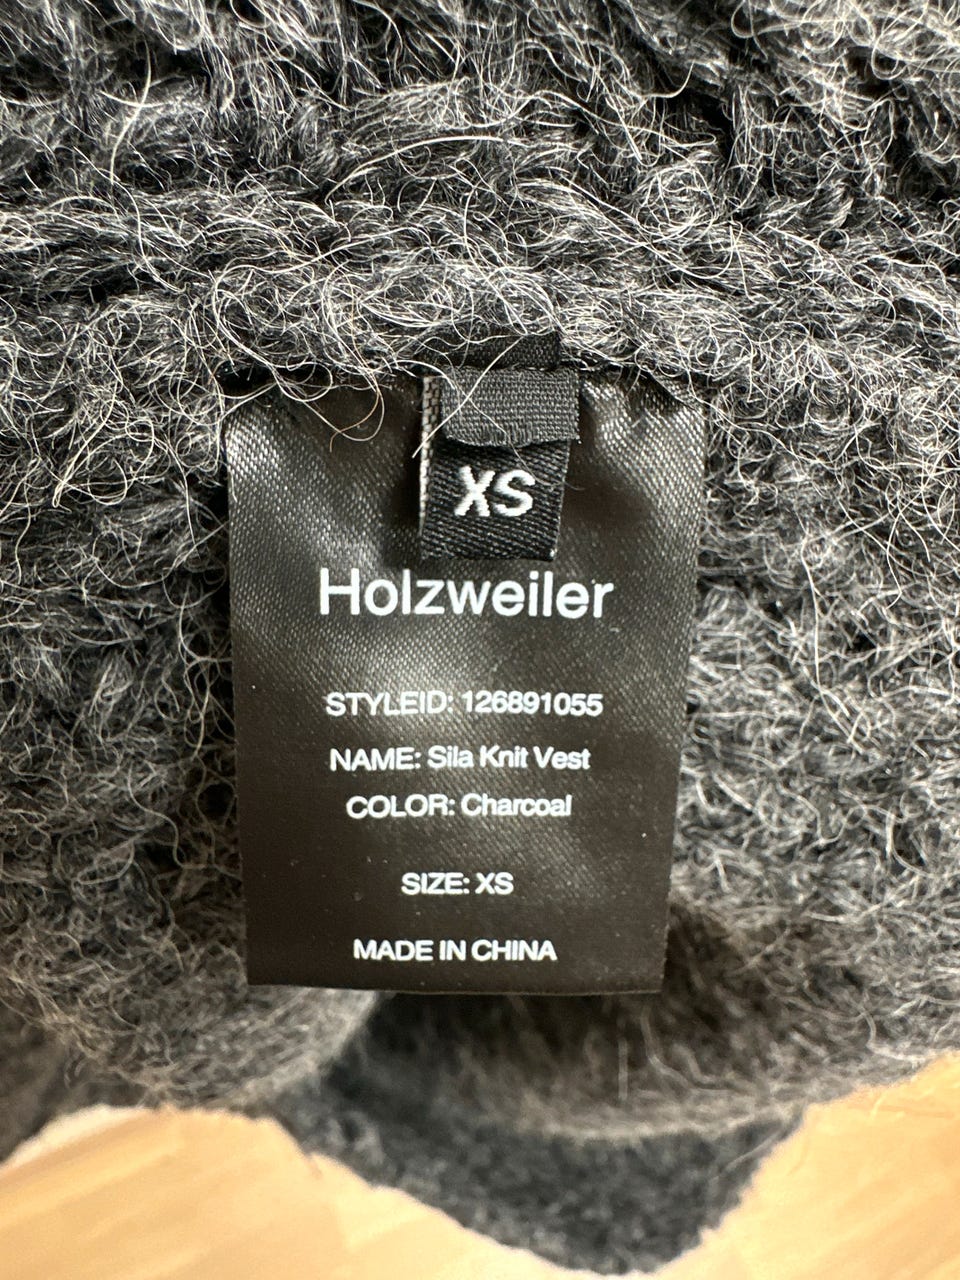 XS
Holzweiler
STYLEID: 126891055
NAME: Sila Knit Vest
COLOR: Charcoal
SIZE: XS
MADE IN CHINA